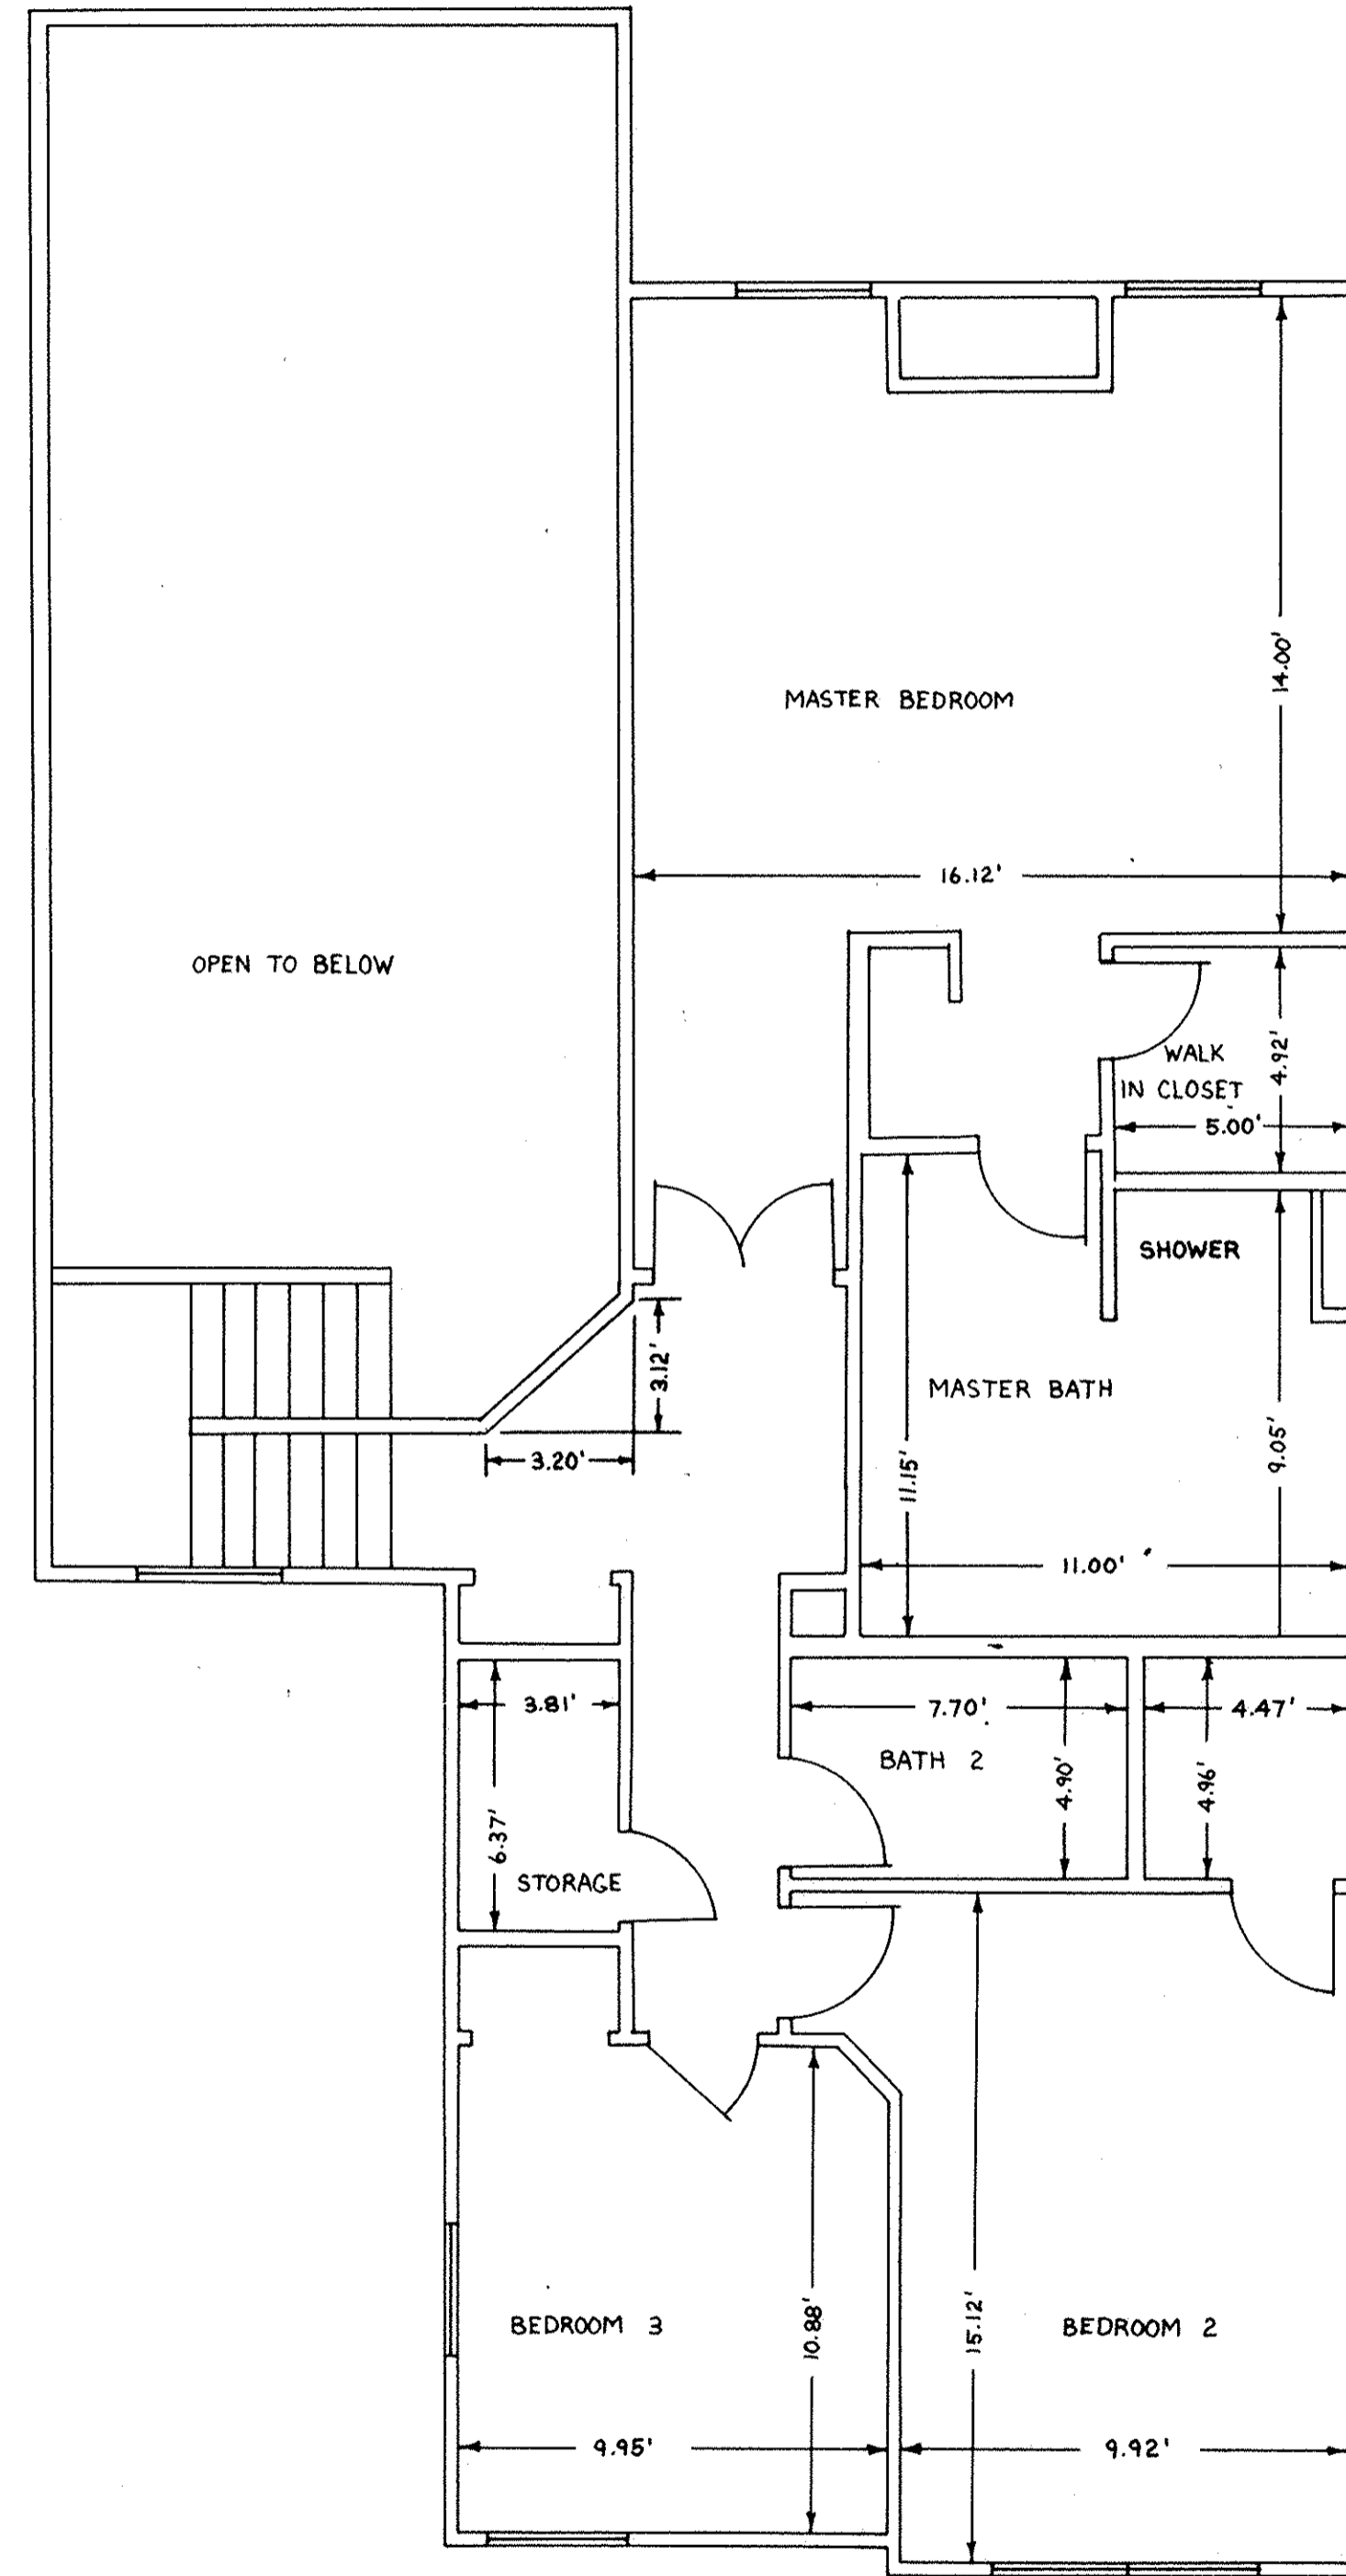 14.00'
MASTER BEDROOM
16.12'
OPEN TO BELOW
WALK
IN CLOSET
4.92'
5.00'
SHOWER
3.12'
MASTER BATH
3.20'
11.15'
9.05'
11.00'
3.81'
7.70'
4.47'
BATH 2
4.90'
4.96'
6.37'
STORAGE
BEDROOM 3
10.88'
15.12'
BEDROOM 2
9.95'
9.92'